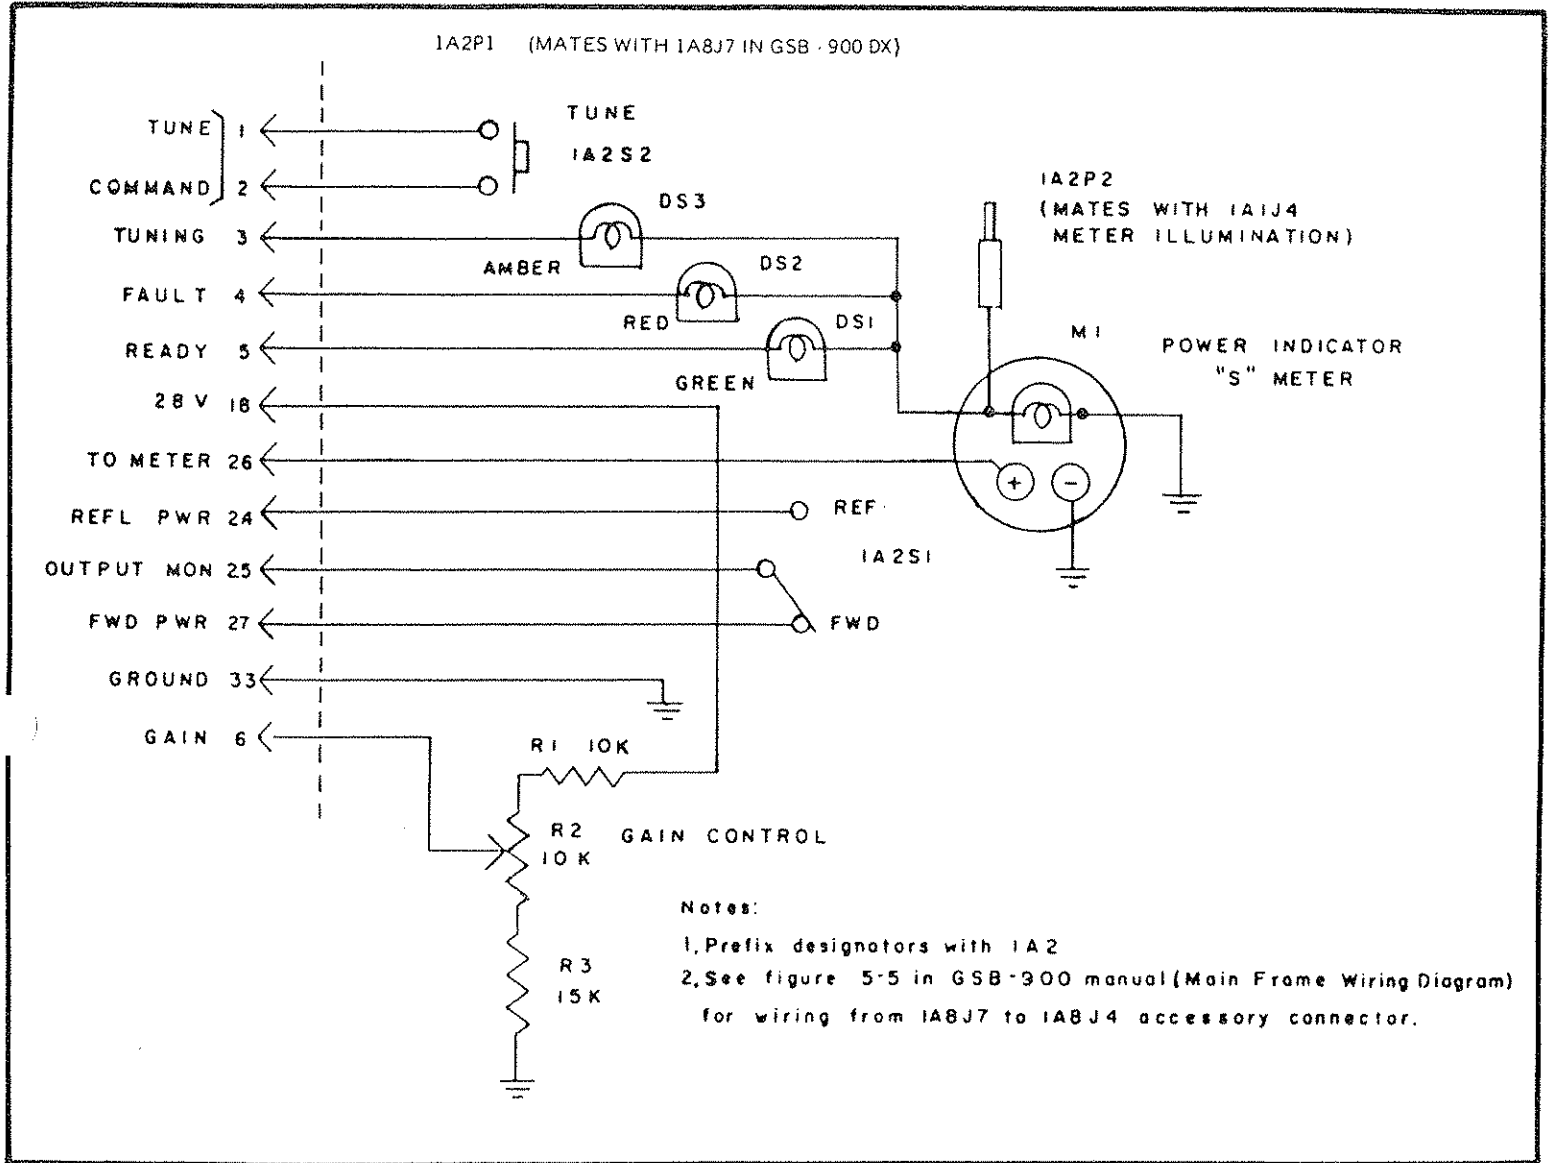 1A2P1 (MATES WITH 1A8J7 IN GSB - 900 DX)
TUNE 1
COMMAND 2
TUNING 3
FAULT 4
READY 5
28 V 18
TO METER 26
REFL PWR 24
OUTPUT MON 25
FWD PWR 27
GROUND 33
GAIN 6
TUNE
1A2S2
DS3
AMBER
DS2
RED
DS1
GREEN
1A2P2
(MATES WITH 1A1J4
METER ILLUMINATION)
M1
POWER INDICATOR
"S" METER
+ -
REF
1A2S1
FWD
R1 10K
R2
10K
GAIN CONTROL
R3
15K
Notes:
1, Prefix designators with 1A2
2, See figure 5-5 in GSB-900 manual (Main Frame Wiring Diagram)
for wiring from 1A8J7 to 1A8J4 accessory connector.